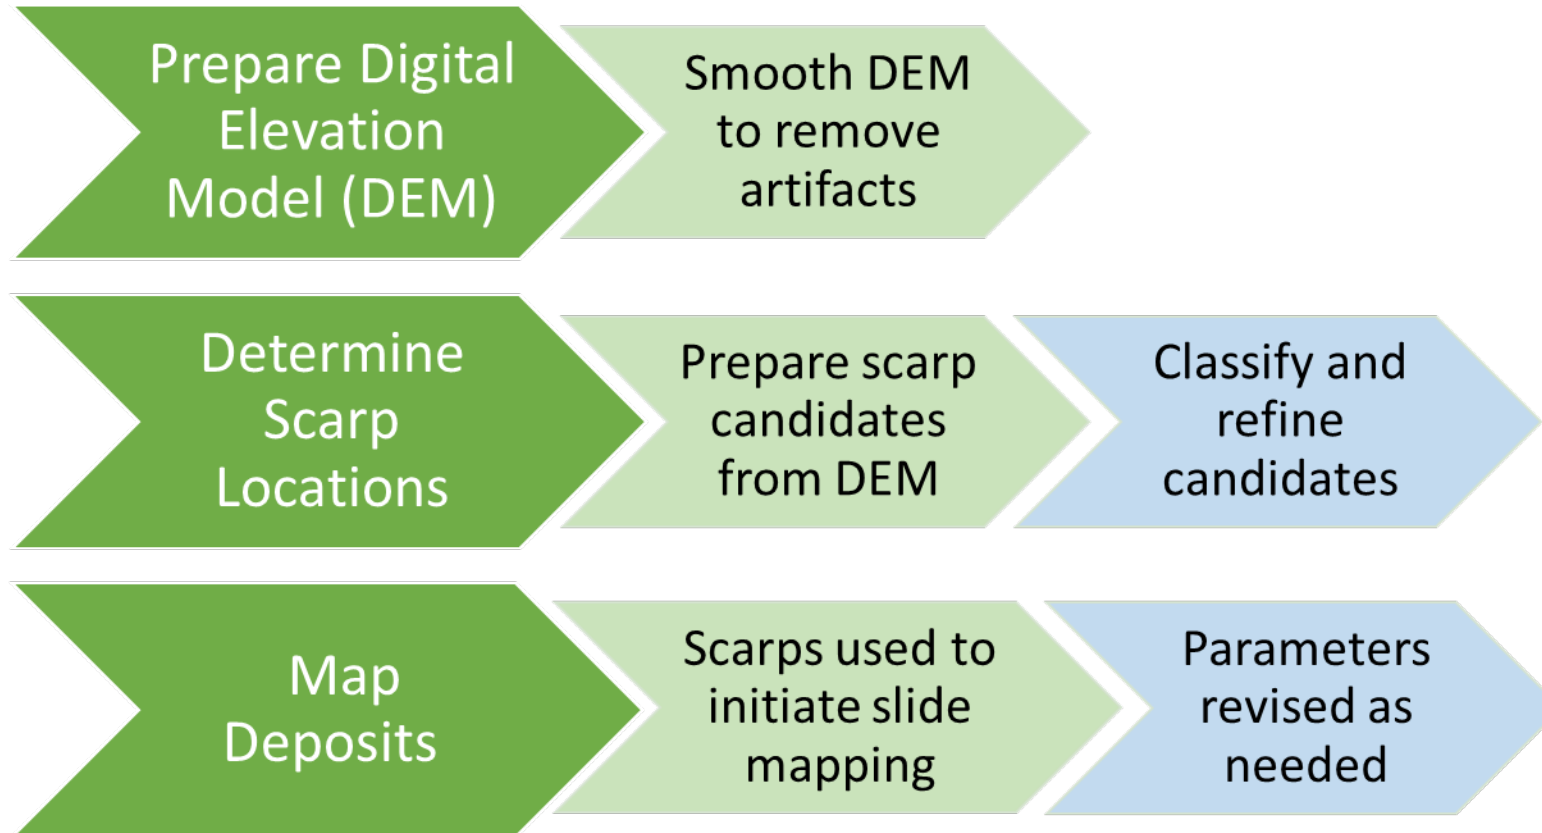 Prepare Digital
Elevation
Model (DEM)
Smooth DEM
to remove
artifacts
Determine
Scarp
Locations
Prepare scarp
candidates
from DEM
Classify and
refine
candidates
Map
Deposits
Scarps used to
initiate slide
mapping
Parameters
revised as
needed